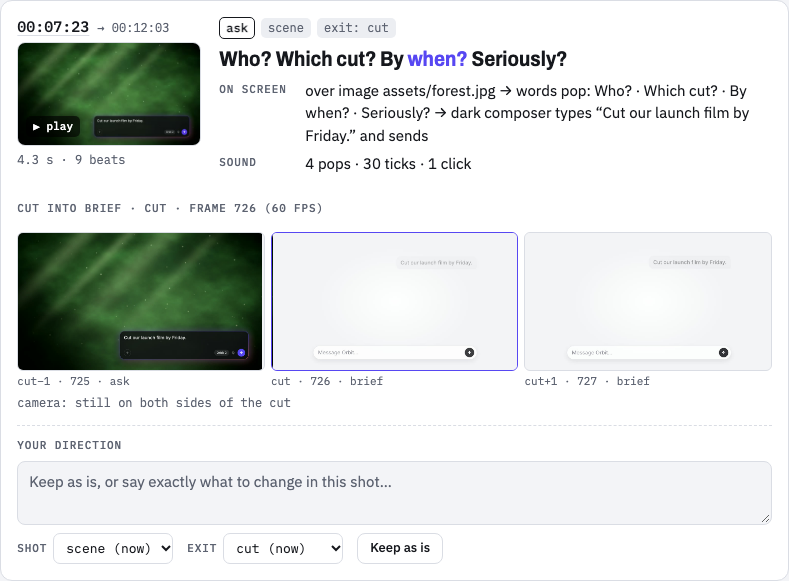 00:07:23 → 00:12:03
ask scene exit: cut
Who? Which cut? By when? Seriously?
ON SCREEN
over image assets/forest.jpg → words pop: Who? · Which cut? · By
when? · Seriously? → dark composer types “Cut our launch film by
Friday.” and sends
Cut our launch film by Friday.
▶ play
4.3 s · 9 beats
SOUND
4 pops · 30 ticks · 1 click
CUT INTO BRIEF · CUT · FRAME 726 (60 FPS)
Cut our launch film by Friday.
Cut our launch film by Friday.
Cut our launch film by Friday.
Message Orbit...
Message Orbit...
cut−1 · 725 · ask
cut · 726 · brief
cut+1 · 727 · brief
camera: still on both sides of the cut
YOUR DIRECTION
Keep as is, or say exactly what to change in this shot...
SHOT scene (now) EXIT cut (now) Keep as is